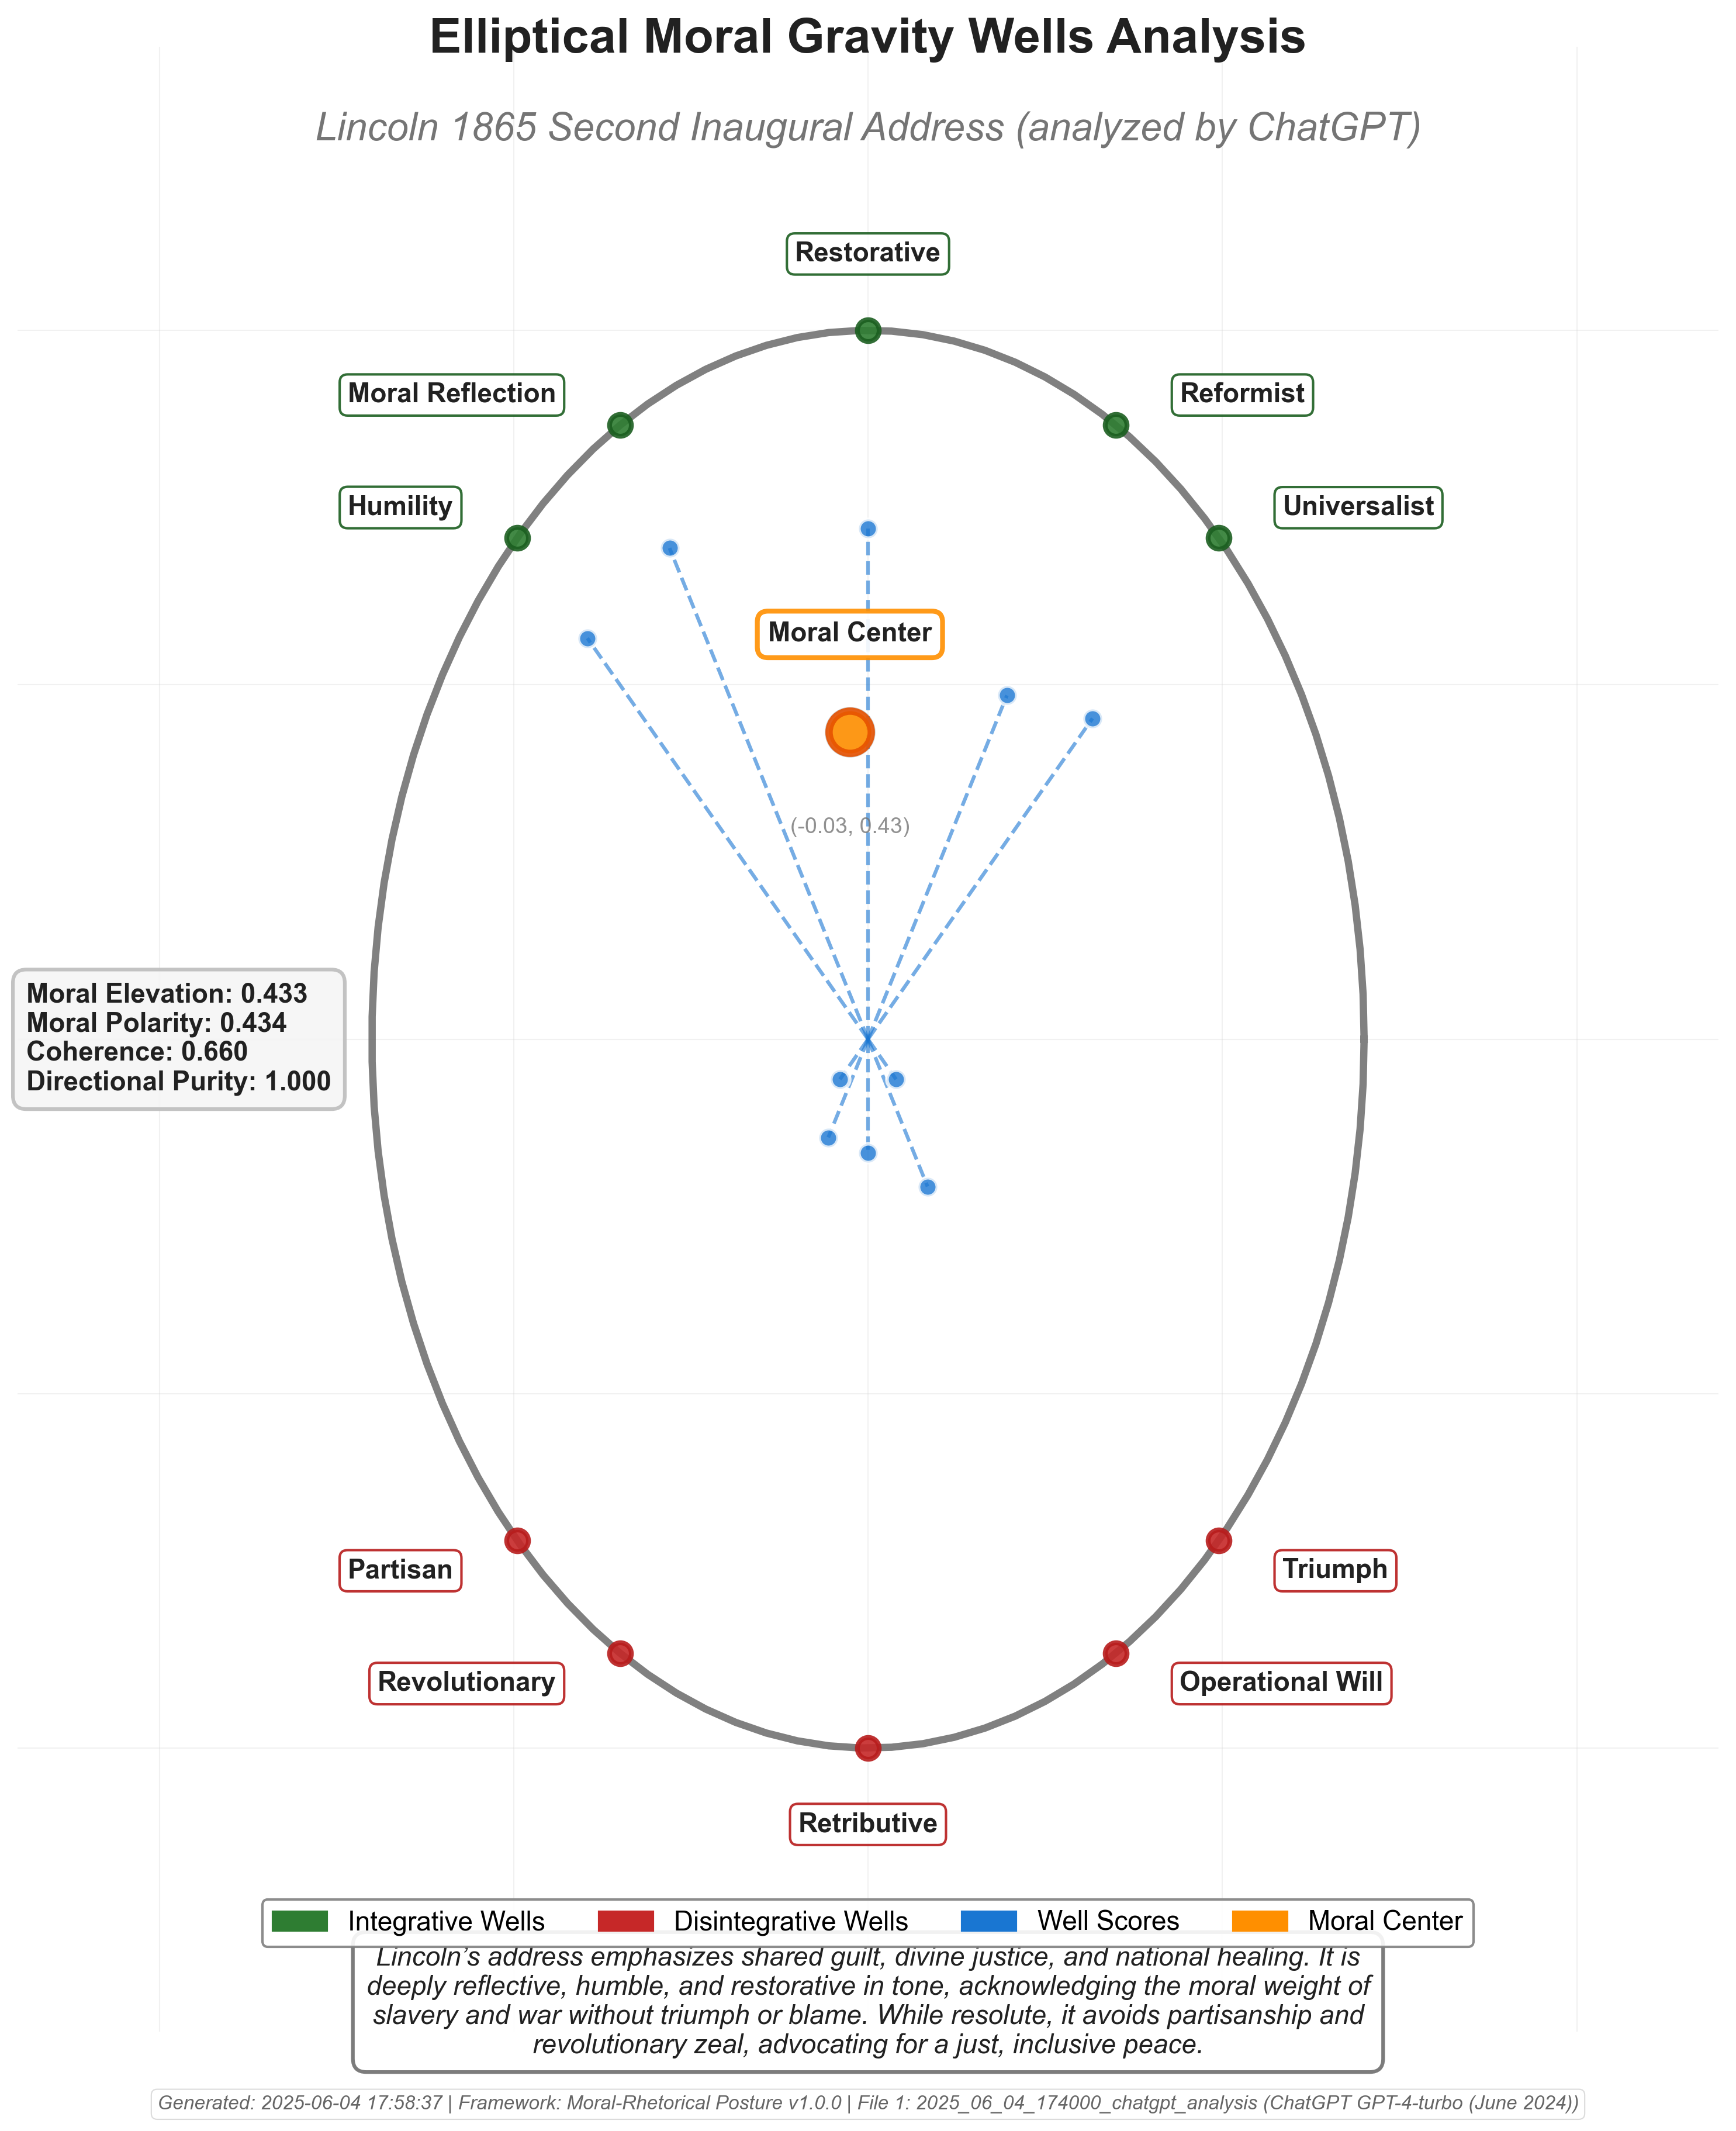 Elliptical Moral Gravity Wells Analysis
Lincoln 1865 Second Inaugural Address (analyzed by ChatGPT)
Restorative
Moral Reflection
Reformist
Humility
Universalist
Moral Center
(-0.03, 0.43)
Moral Elevation: 0.433
Moral Polarity: 0.434
Coherence: 0.660
Directional Purity: 1.000
Partisan
Triumph
Revolutionary
Operational Will
Retributive
Integrative Wells
Disintegrative Wells
Well Scores
Moral Center
Lincoln’s address emphasizes shared guilt, divine justice, and national healing. It is
deeply reflective, humble, and restorative in tone, acknowledging the moral weight of
slavery and war without triumph or blame. While resolute, it avoids partisanship and
revolutionary zeal, advocating for a just, inclusive peace.
Generated: 2025-06-04 17:58:37 | Framework: Moral-Rhetorical Posture v1.0.0 | File 1: 2025_06_04_174000_chatgpt_analysis (ChatGPT GPT-4-turbo (June 2024))